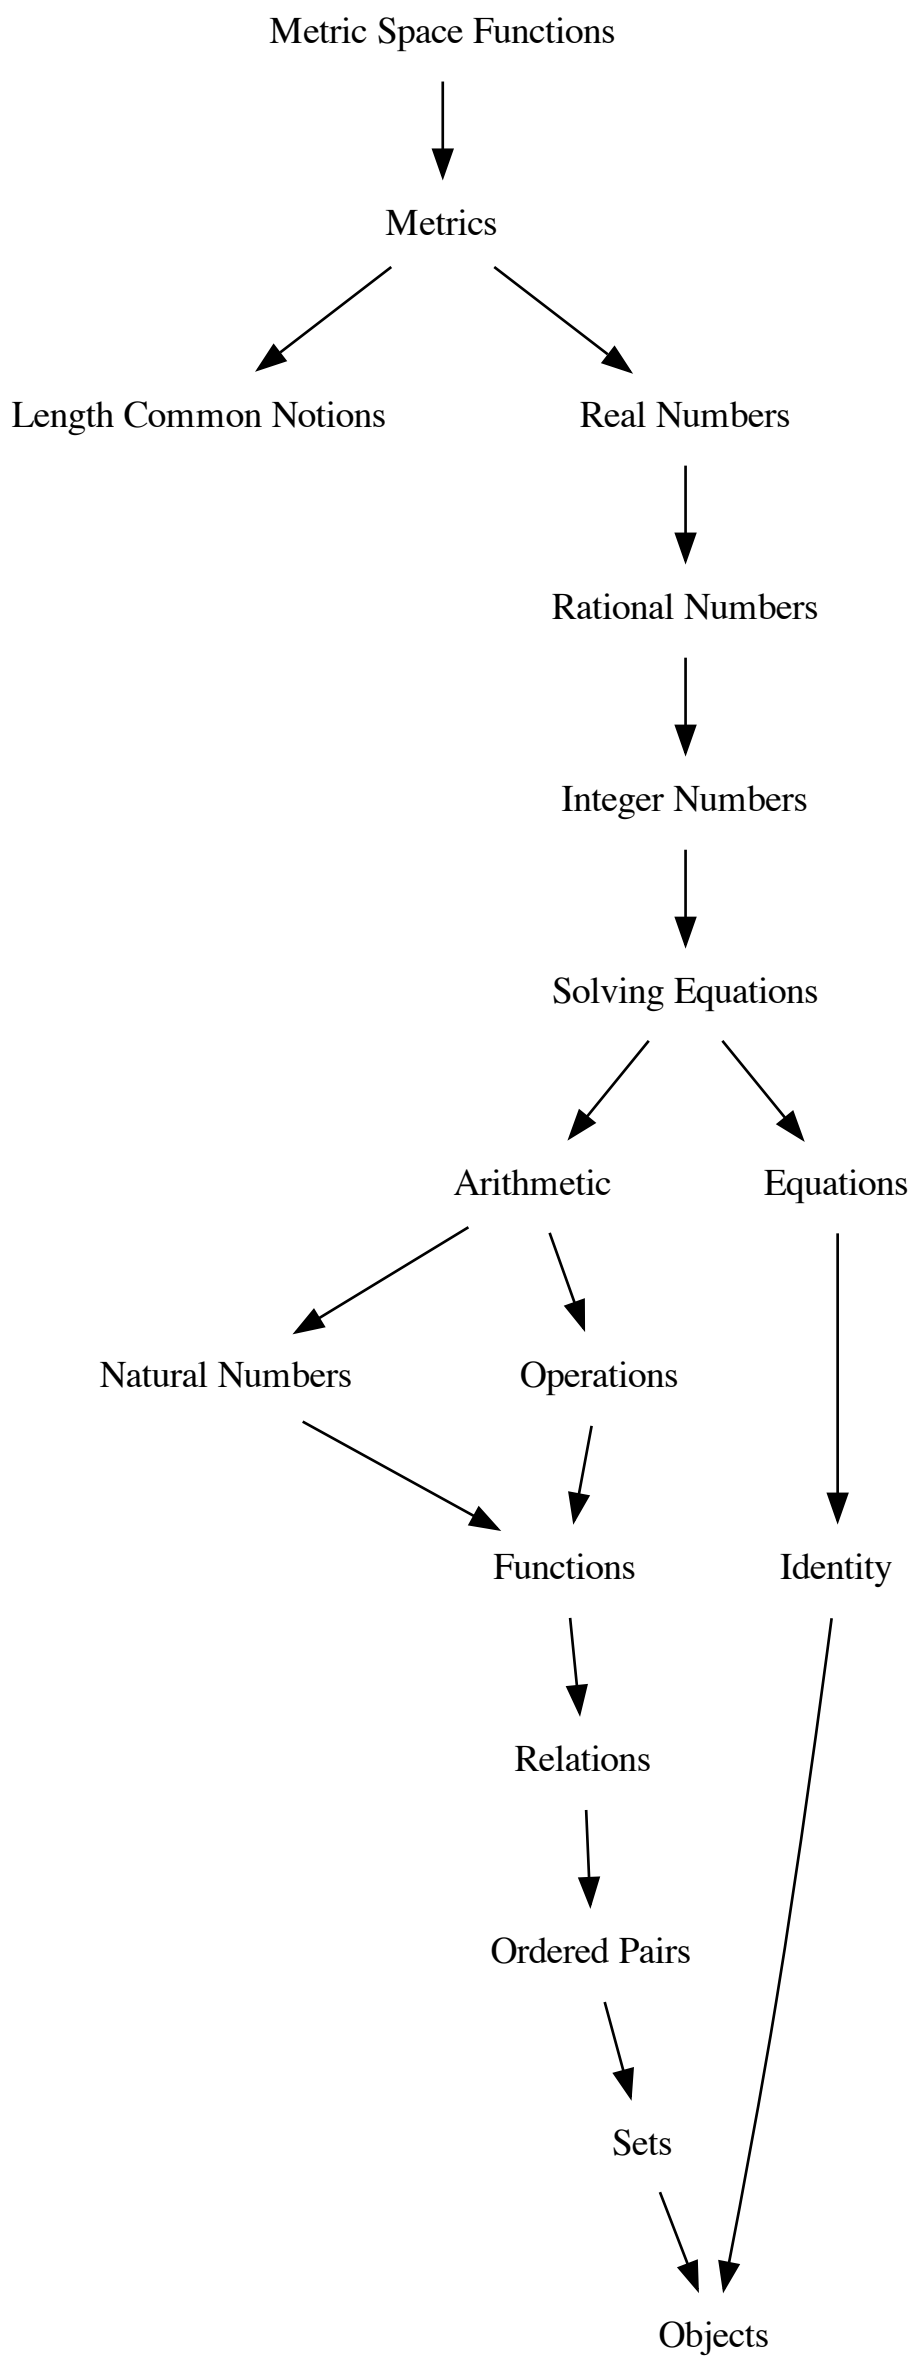 Metric Space Functions
Metrics
Length Common Notions
Real Numbers
Rational Numbers
Integer Numbers
Solving Equations
Arithmetic
Equations
Natural Numbers
Operations
Functions
Identity
Relations
Ordered Pairs
Sets
Objects